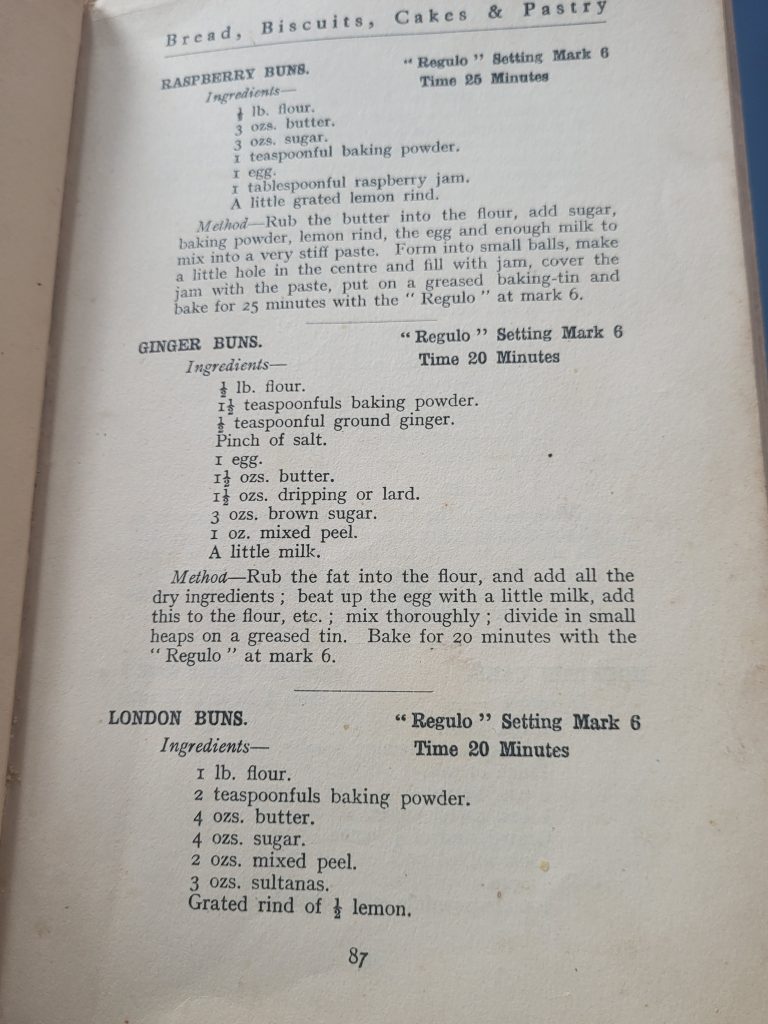 Bread, Biscuits, Cakes & Pastry
RASPBERRY BUNS.
"Regulo" Setting Mark 6
Time 25 Minutes
Ingredients—
½ lb. flour.
3 ozs. butter.
3 ozs. sugar.
1 teaspoonful baking powder.
1 egg.
1 tablespoonful raspberry jam.
A little grated lemon rind.
Method—Rub the butter into the flour, add sugar,
baking powder, lemon rind, the egg and enough milk to
mix into a very stiff paste. Form into small balls, make
a little hole in the centre and fill with jam, cover the
jam with the paste, put on a greased baking-tin and
bake for 25 minutes with the "Regulo" at mark 6.
GINGER BUNS.
"Regulo" Setting Mark 6
Time 20 Minutes
Ingredients—
½ lb. flour.
1½ teaspoonfuls baking powder.
½ teaspoonful ground ginger.
Pinch of salt.
1 egg.
1½ ozs. butter.
1½ ozs. dripping or lard.
3 ozs. brown sugar.
1 oz. mixed peel.
A little milk.
Method—Rub the fat into the flour, and add all the
dry ingredients; beat up the egg with a little milk, add
this to the flour, etc.; mix thoroughly; divide in small
heaps on a greased tin. Bake for 20 minutes with the
"Regulo" at mark 6.
LONDON BUNS.
"Regulo" Setting Mark 6
Time 20 Minutes
Ingredients—
1 lb. flour.
2 teaspoonfuls baking powder.
4 ozs. butter.
4 ozs. sugar.
2 ozs. mixed peel.
3 ozs. sultanas.
Grated rind of ½ lemon.
87